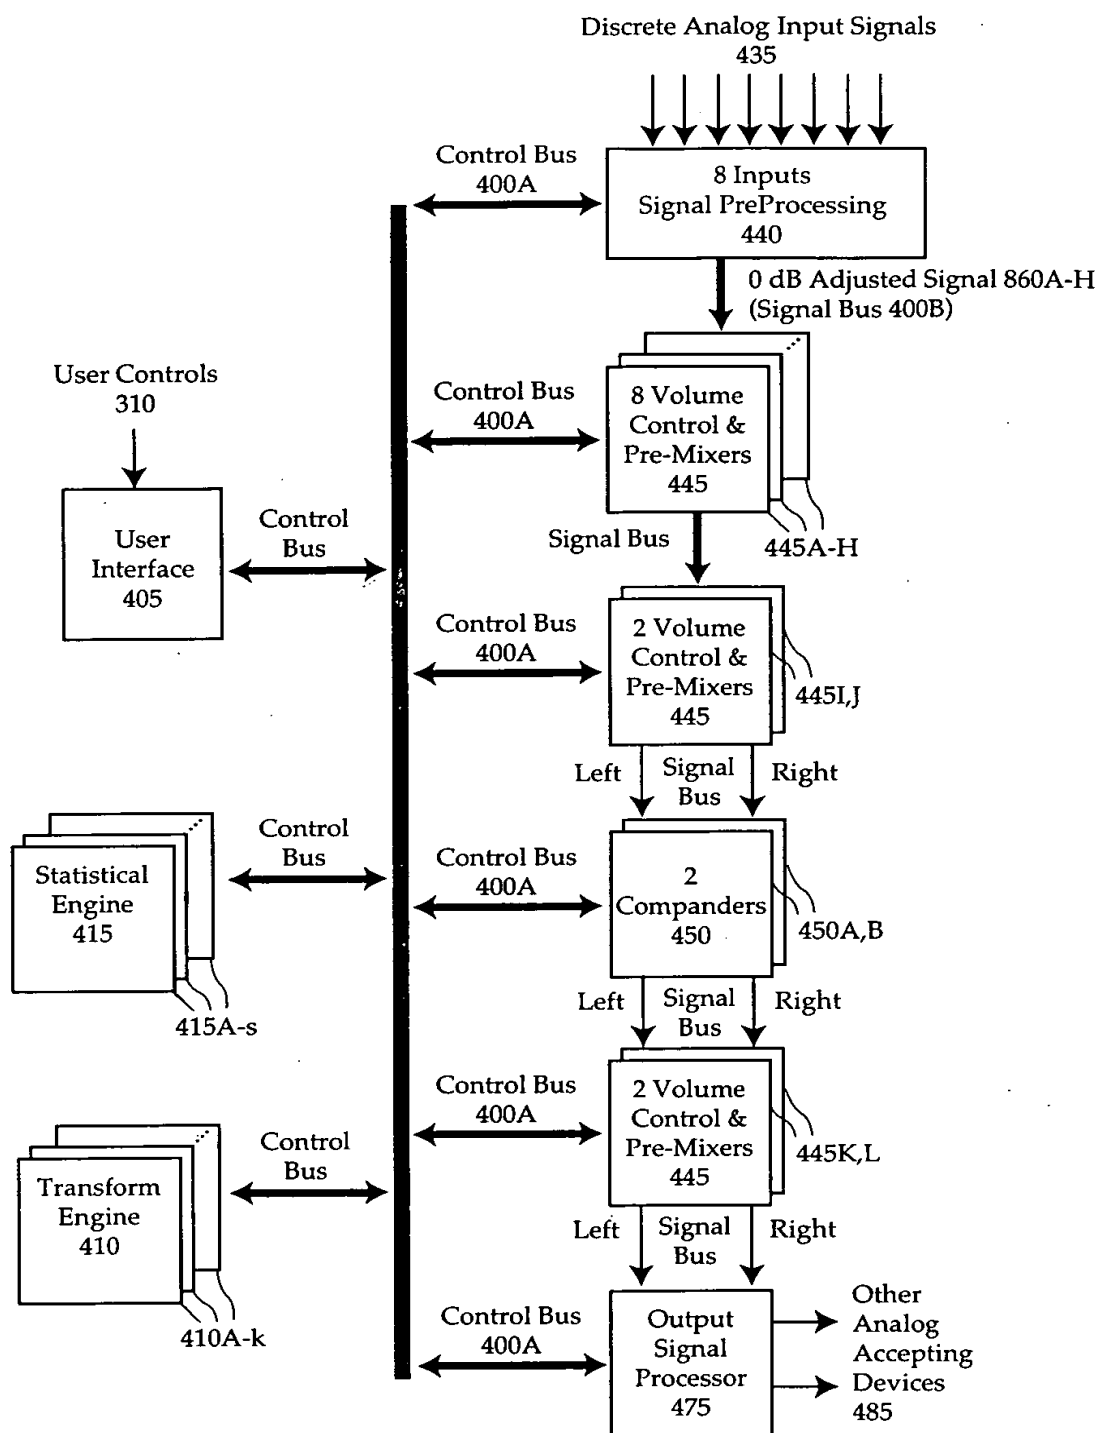 Discrete Analog Input Signals
435
Control Bus
400A
8 Inputs
Signal PreProcessing
440
0 dB Adjusted Signal 860A-H
(Signal Bus 400B)
User Controls
310
Control Bus
400A
8 Volume
Control &
Pre-Mixers
445
445A-H
User
Interface
405
Control
Bus
Signal Bus
Control Bus
400A
2 Volume
Control &
Pre-Mixers
445
445I,J
Left
Signal
Bus
Right
Statistical
Engine
415
415A-s
Control
Bus
Control Bus
400A
2
Companders
450
450A,B
Left
Signal
Bus
Right
Control Bus
400A
2 Volume
Control &
Pre-Mixers
445
445K,L
Transform
Engine
410
410A-k
Control
Bus
Left
Signal
Bus
Right
Control Bus
400A
Output
Signal
Processor
475
Other
Analog
Accepting
Devices
485